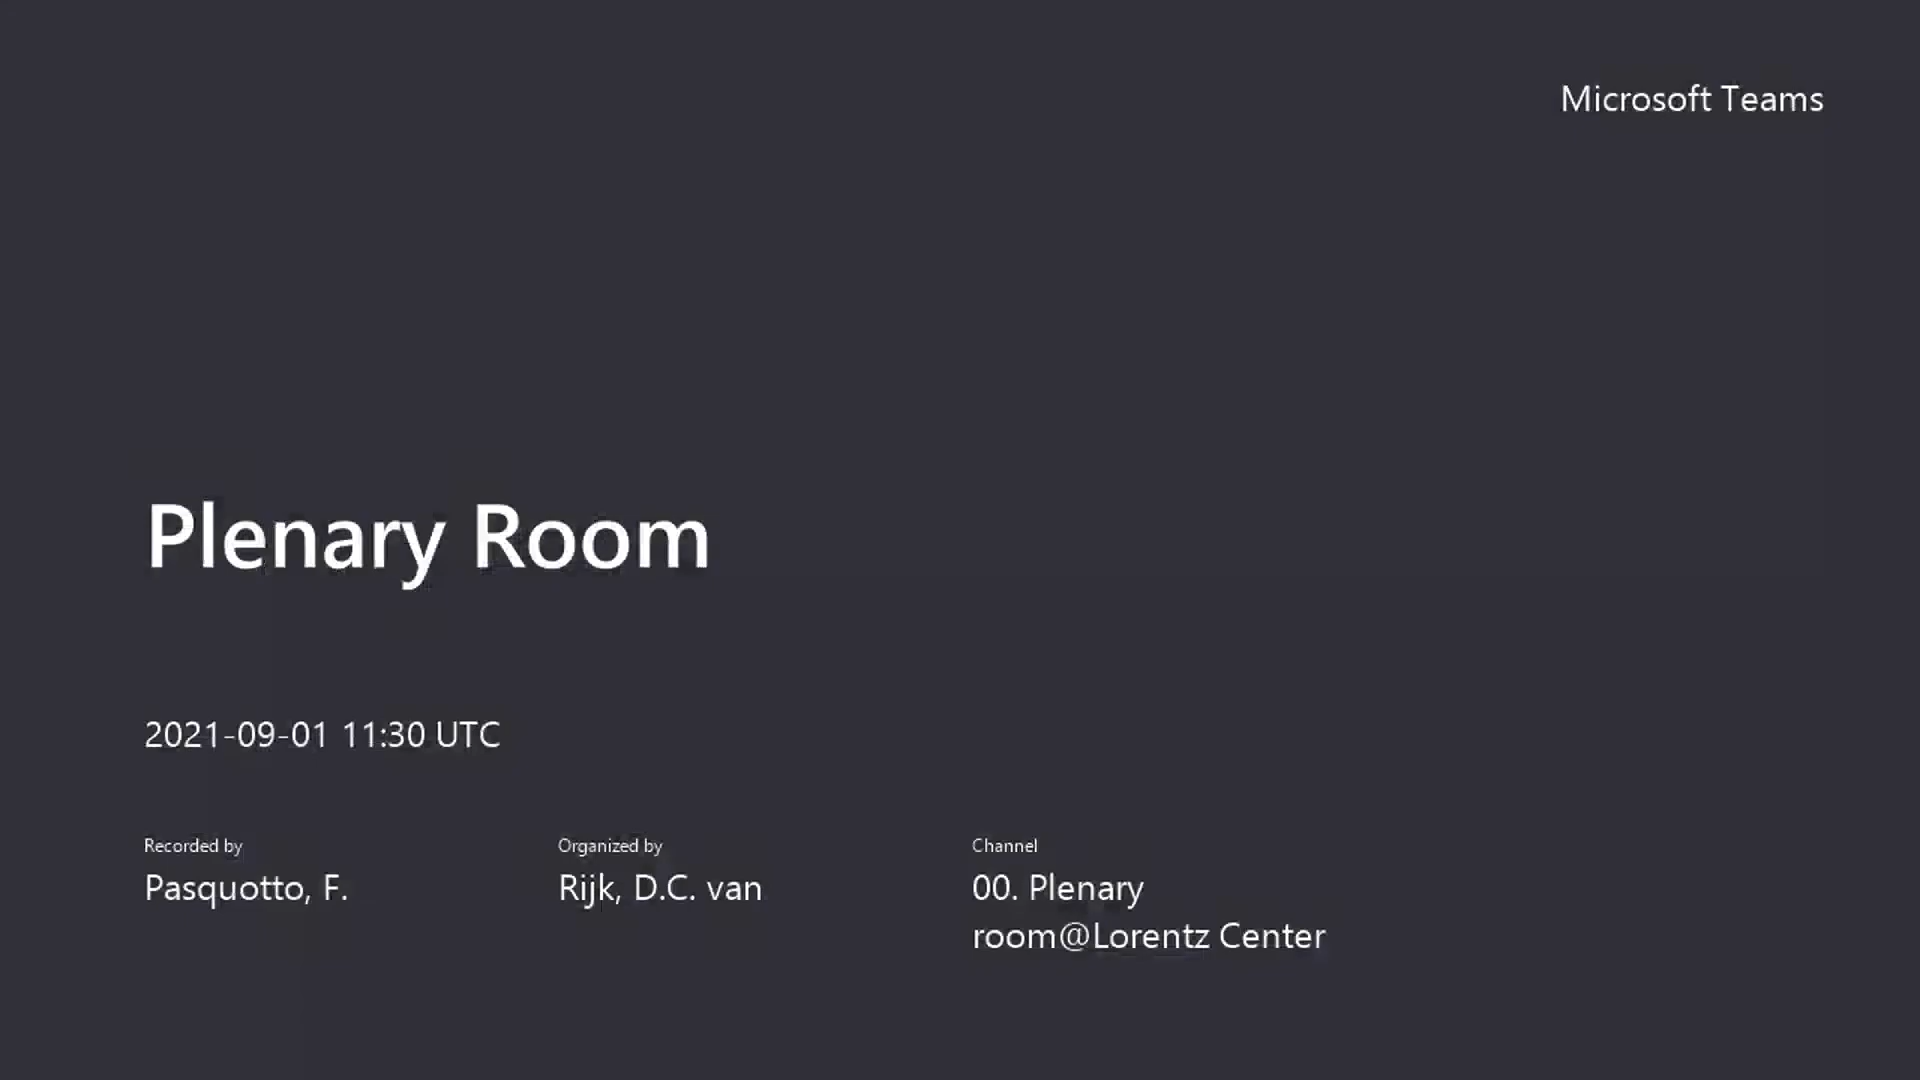 Microsoft Teams
Plenary Room
2021-09-01 11:30 UTC
Recorded by
Pasquotto, F.
Organized by
Rijk, D.C. van
Channel
00. Plenary
room@Lorentz Center